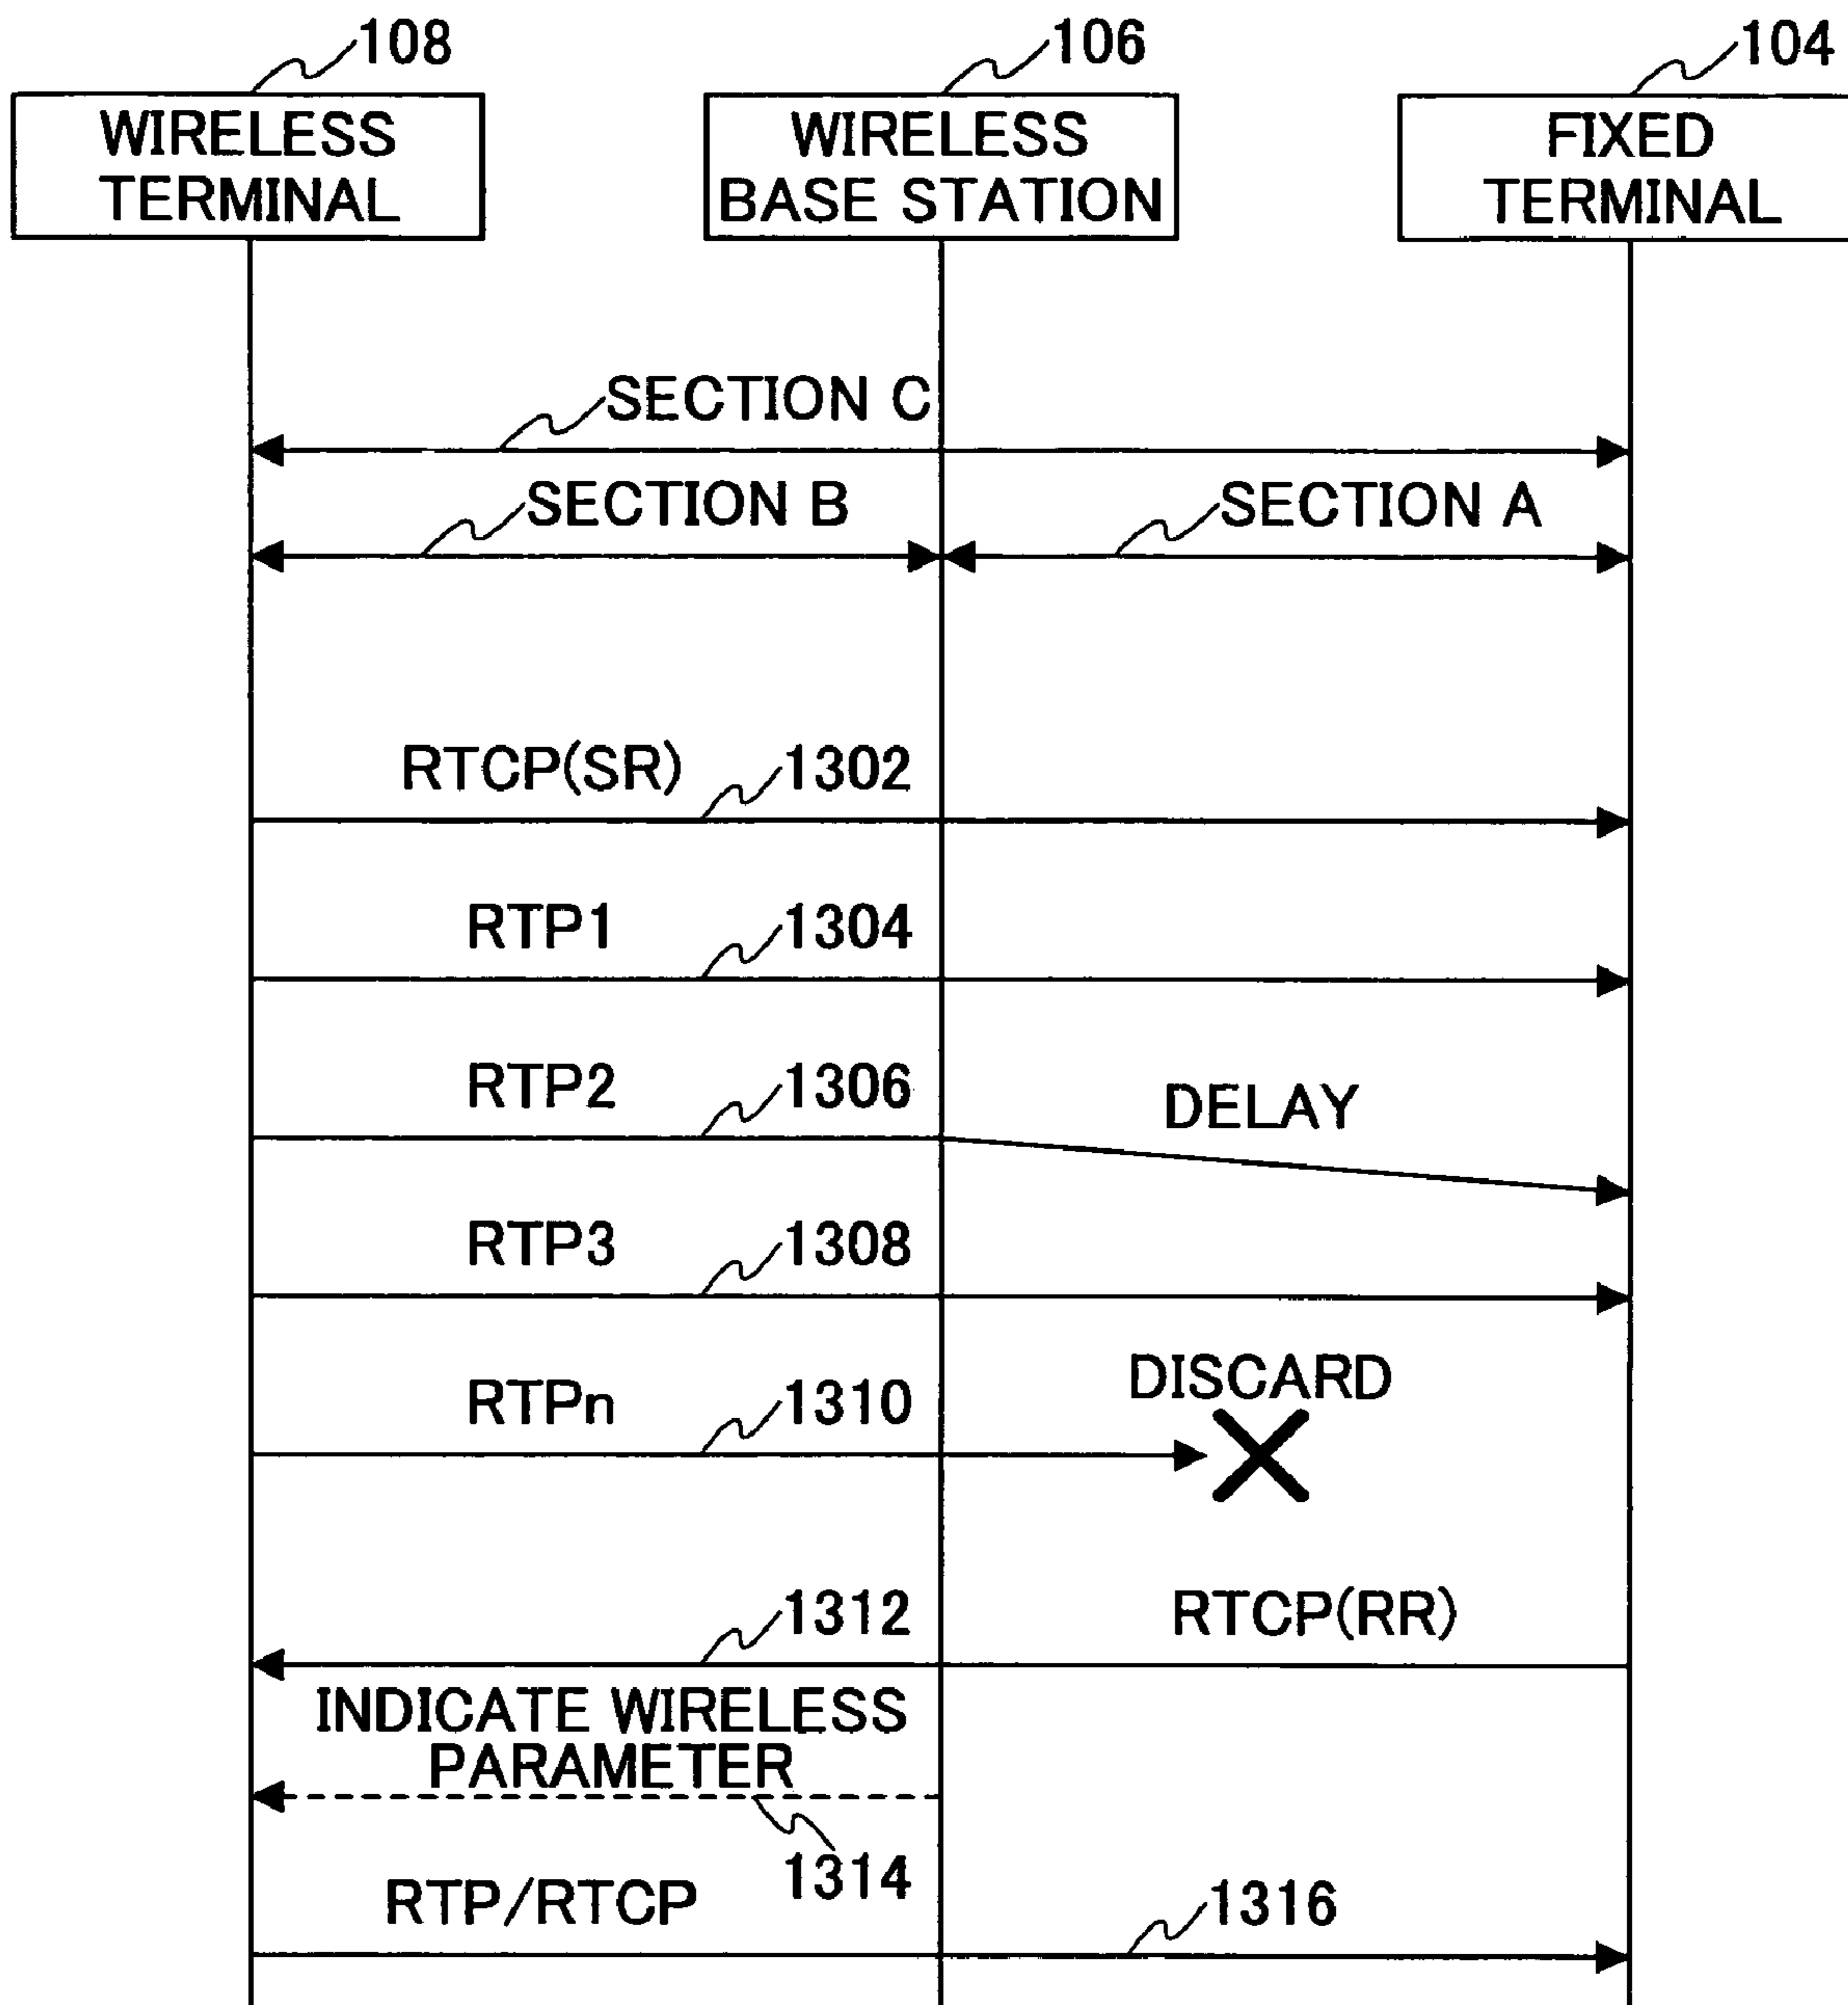 108
106
104
WIRELESS
TERMINAL
WIRELESS
BASE STATION
FIXED
TERMINAL
SECTION C
SECTION B
SECTION A
RTCP(SR)
1302
RTP1
1304
RTP2
1306
DELAY
RTP3
1308
DISCARD
RTPn
1310
1312
RTCP(RR)
INDICATE WIRELESS
PARAMETER
1314
RTP/RTCP
1316